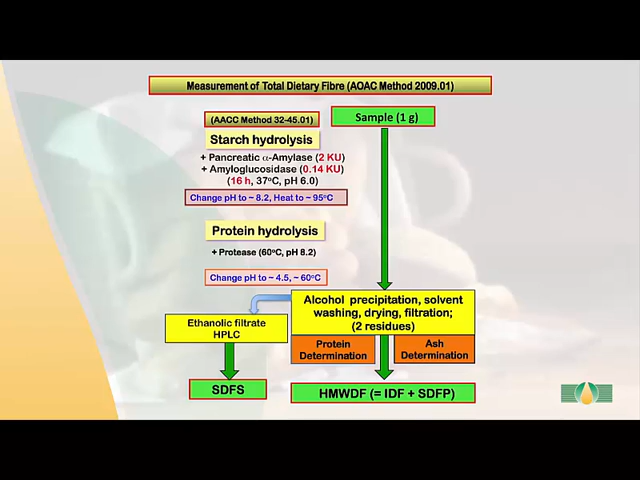 Measurement of Total Dietary Fibre (AOAC Method 2009.01)
(AACC Method 32-45.01)
Sample (1 g)
Starch hydrolysis
+ Pancreatic α-Amylase (2 KU)
+ Amyloglucosidase (0.14 KU)
(16 h, 37ºC, pH 6.0)
Change pH to ~ 8.2, Heat to ~ 95ºC
Protein hydrolysis
+ Protease (60ºC, pH 8.2)
Change pH to ~ 4.5, ~ 60ºC
Alcohol precipitation, solvent
washing, drying, filtration;
(2 residues)
Ethanolic filtrate
HPLC
Protein
Determination
Ash
Determination
SDFS
HMWDF (= IDF + SDFP)